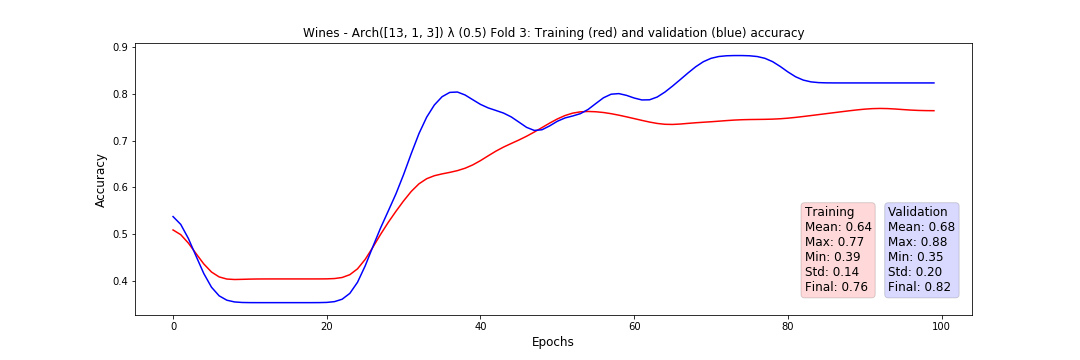 Wines - Arch([13, 1, 3]) λ (0.5) Fold 3: Training (red) and validation (blue) accuracy
0.9
0.8
0.7
0.6
0.5
0.4
Accuracy
Training
Mean: 0.64
Max: 0.77
Min: 0.39
Std: 0.14
Final: 0.76
Validation
Mean: 0.68
Max: 0.88
Min: 0.35
Std: 0.20
Final: 0.82
0
20
40
60
80
100
Epochs